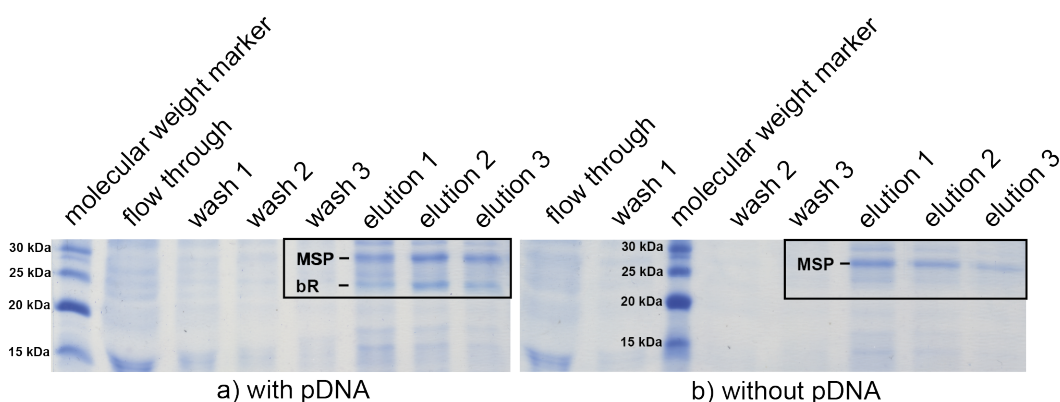 molecular weight marker
flow through
wash 1
wash 2
wash 3
elution 1
elution 2
elution 3
30 kDa
25 kDa
20 kDa
15 kDa
MSP
bR
a) with pDNA
flow through
wash 1
molecular weight marker
wash 2
wash 3
elution 1
elution 2
elution 3
30 kDa
25 kDa
20 kDa
15 kDa
MSP
b) without pDNA